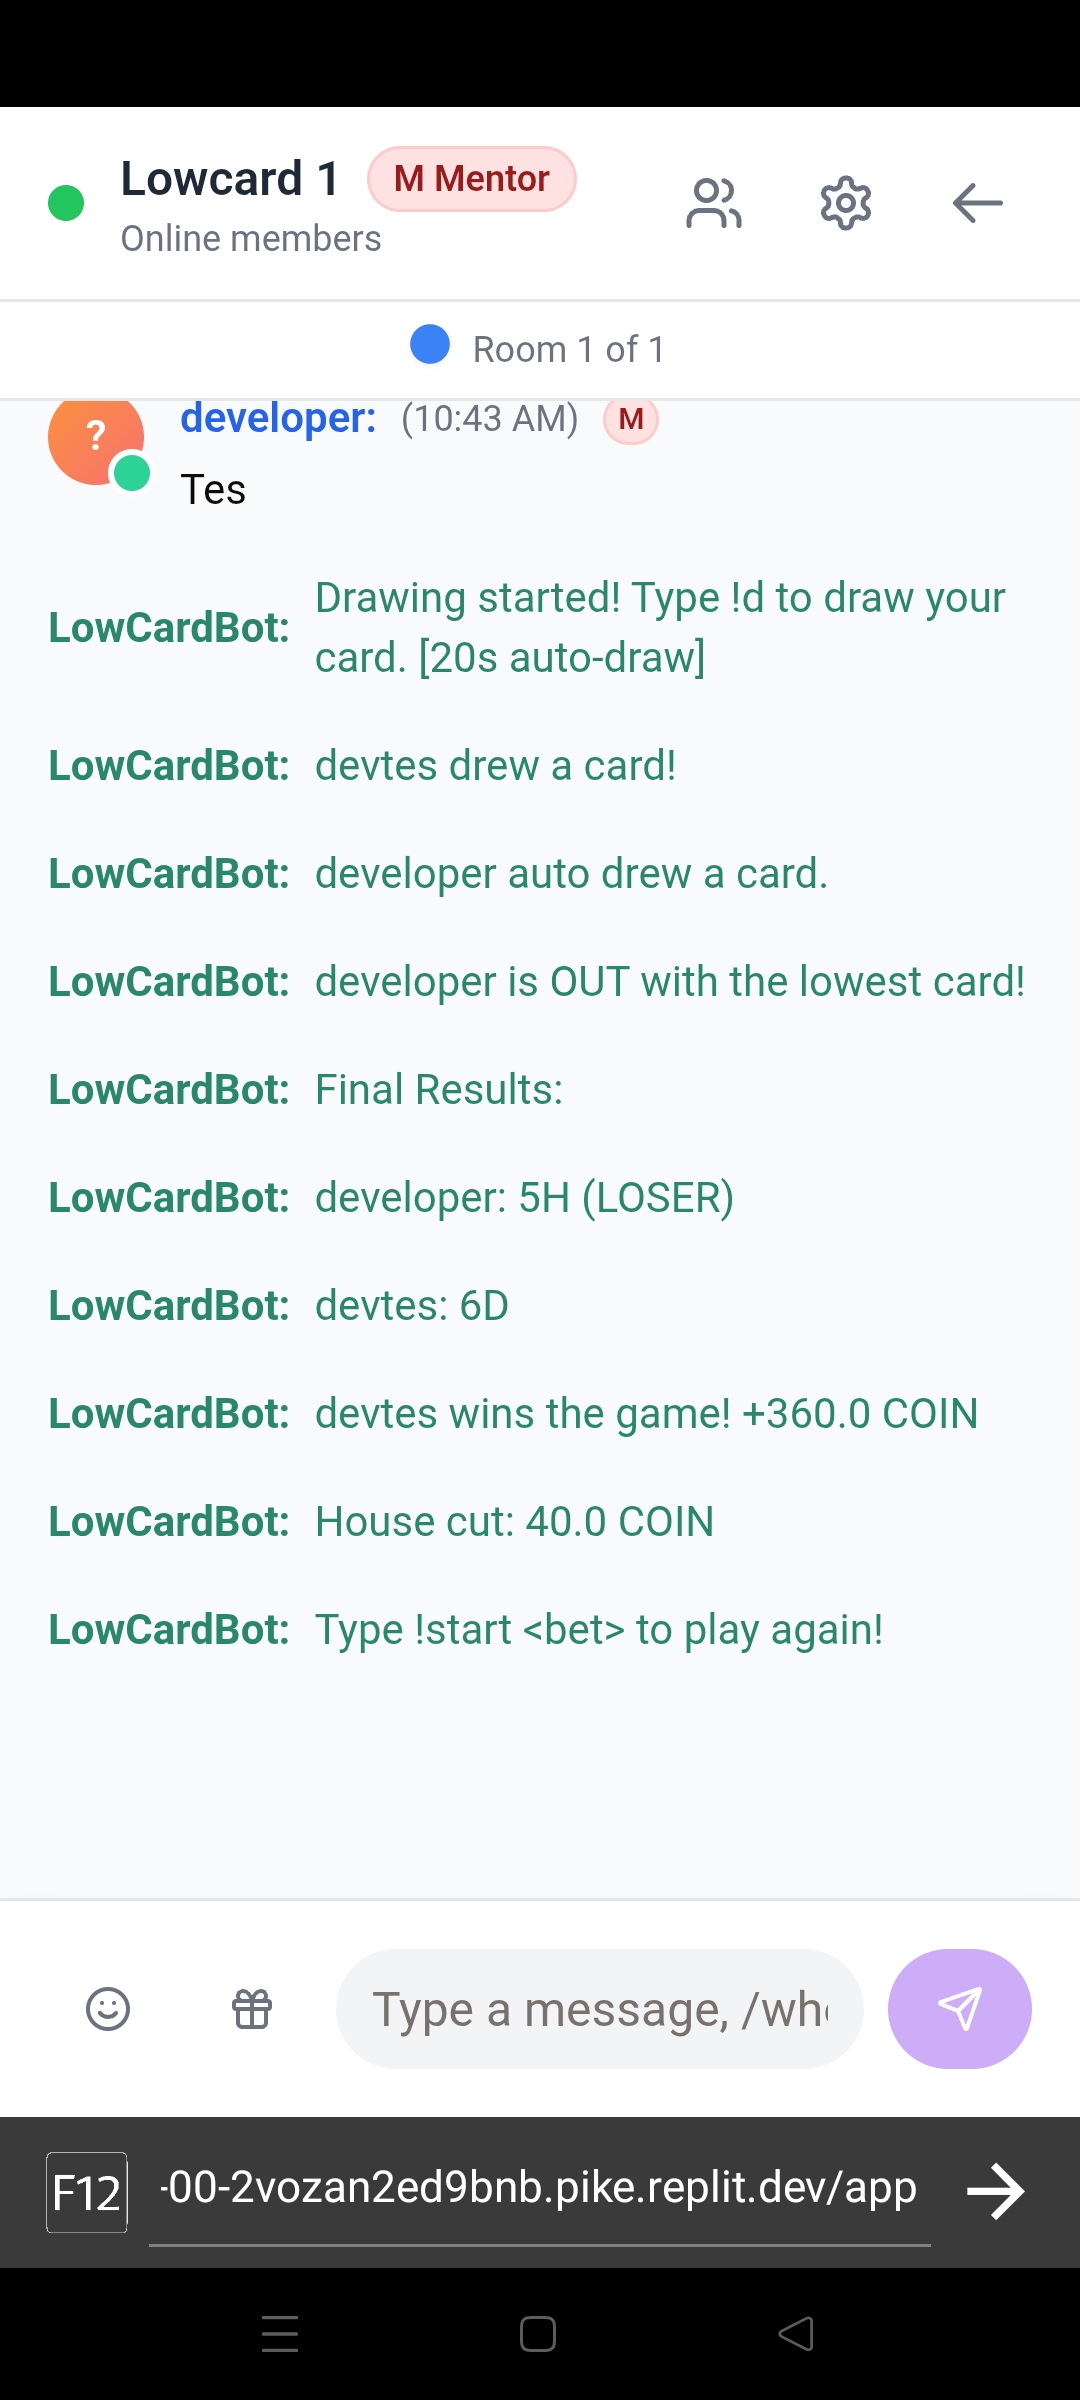 Lowcard 1 M Mentor
Online members
Room 1 of 1
? developer: (10:43 AM) M
Tes
LowCardBot: Drawing started! Type !d to draw your
card. [20s auto-draw]
LowCardBot: devtes drew a card!
LowCardBot: developer auto drew a card.
LowCardBot: developer is OUT with the lowest card!
LowCardBot: Final Results:
LowCardBot: developer: 5H (LOSER)
LowCardBot: devtes: 6D
LowCardBot: devtes wins the game! +360.0 COIN
LowCardBot: House cut: 40.0 COIN
LowCardBot: Type !start <bet> to play again!
Type a message, /wh
F12 -00-2vozan2ed9bnb.pike.replit.dev/app